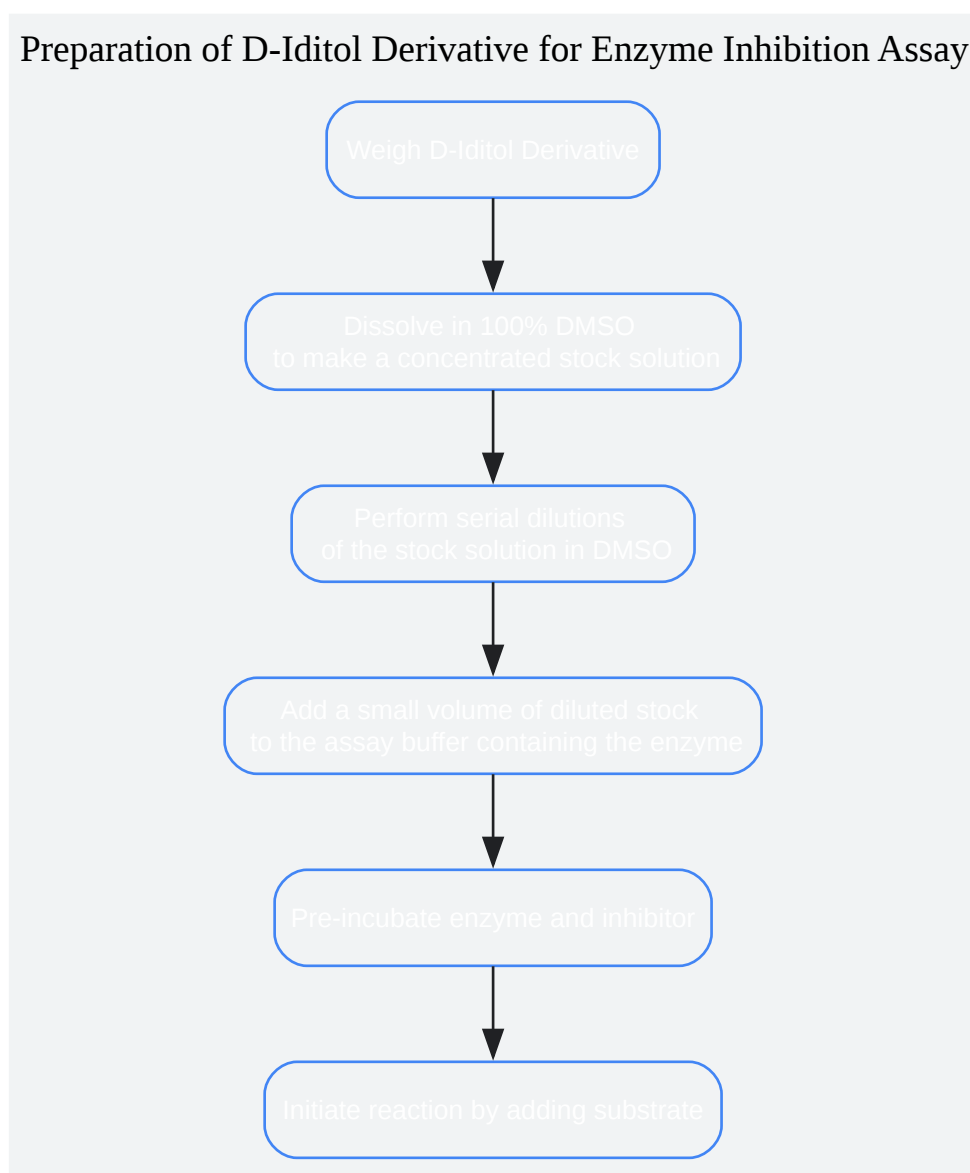 Preparation of D-Iditol Derivative for Enzyme Inhibition Assay
Weigh D-Iditol Derivative
Dissolve in 100% DMSO
to make a concentrated stock solution
Perform serial dilutions
of the stock solution in DMSO
Add a small volume of diluted stock
to the assay buffer containing the enzyme
Pre-incubate enzyme and inhibitor
Initiate reaction by adding substrate